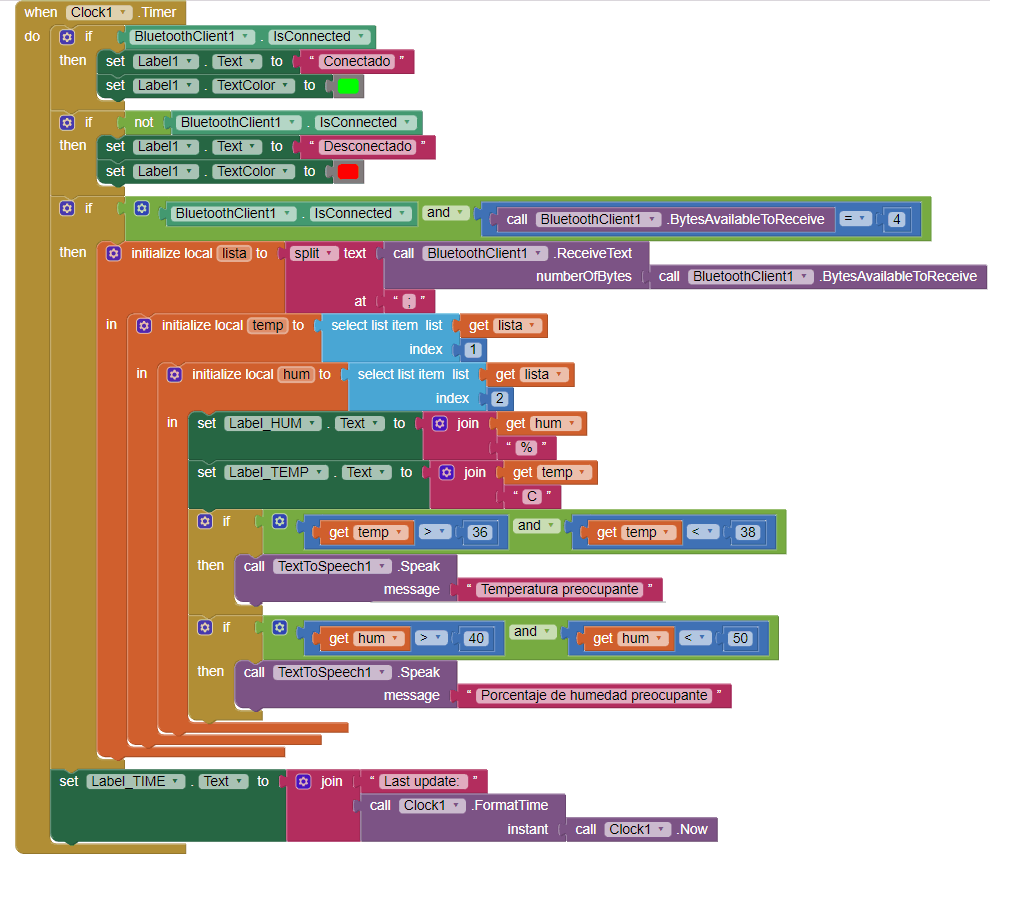 when Clock1 .Timer
do if BluetoothClient1 . IsConnected
then set Label1 . Text to " Conectado "
set Label1 . TextColor to
if not BluetoothClient1 . IsConnected
then set Label1 . Text to " Desconectado "
set Label1 . TextColor to
if BluetoothClient1 . IsConnected and call BluetoothClient1 .BytesAvailableToReceive = 4
then initialize local lista to split text call BluetoothClient1 .ReceiveText
numberOfBytes call BluetoothClient1 .BytesAvailableToReceive
at " ; "
in initialize local temp to select list item list get lista
index 1
in initialize local hum to select list item list get lista
index 2
in set Label_HUM . Text to join get hum
" % "
set Label_TEMP . Text to join get temp
" C "
if get temp > 36 and get temp < 38
then call TextToSpeech1 .Speak
message " Temperatura preocupante "
if get hum > 40 and get hum < 50
then call TextToSpeech1 .Speak
message " Porcentaje de humedad preocupante "
set Label_TIME . Text to join " Last update: "
call Clock1 .FormatTime
instant call Clock1 .Now